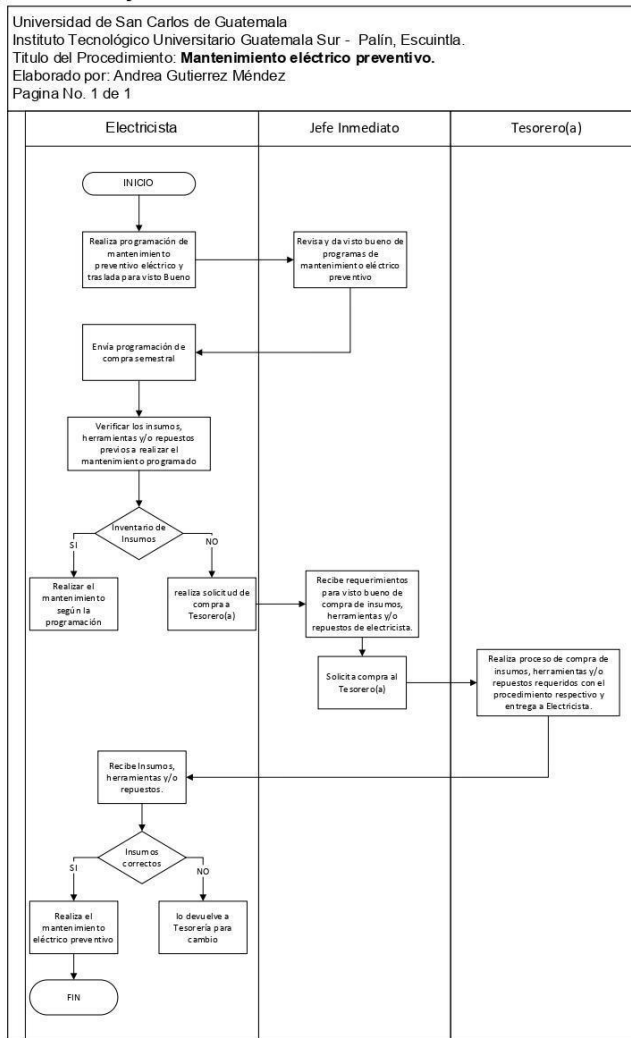 Universidad de San Carlos de Guatemala
Instituto Tecnológico Universitario Guatemala Sur - Palín, Escuintla.
Titulo del Procedimiento: Mantenimiento eléctrico preventivo.
Elaborado por: Andrea Gutierrez Méndez
Pagina No. 1 de 1
Electricista
Jefe Inmediato
Tesorero(a)
INICIO
Realiza programación de
mantenimiento
preventivo eléctrico y
traslada para visto Bueno
Revisa y da visto bueno de
programas de
mantenimiento eléctrico
preventivo
Envía programación de
compra semestral
Verificar los insumos,
herramientas y/o repuestos
previos a realizar el
mantenimiento programado
Inventario de
Insumos
SI
NO
Realizar el
mantenimiento
según la
programación
realiza solicitud de
compra a
Tesorero(a)
Recibe requerimientos
para visto bueno de
compra de insumos,
herramientas y/o
repuestos de electricista.
Solicita compra al
Tesorero(a)
Realiza proceso de compra de
insumos, herramientas y/o
repuestos requeridos con el
procedimiento respectivo y
entrega a Electricista.
Recibe Insumos,
herramientas y/o
repuestos.
Insumos
correctos
SI
NO
Realiza el
mantenimiento
eléctrico preventivo
lo devuelve a
Tesorería para
cambio
FIN